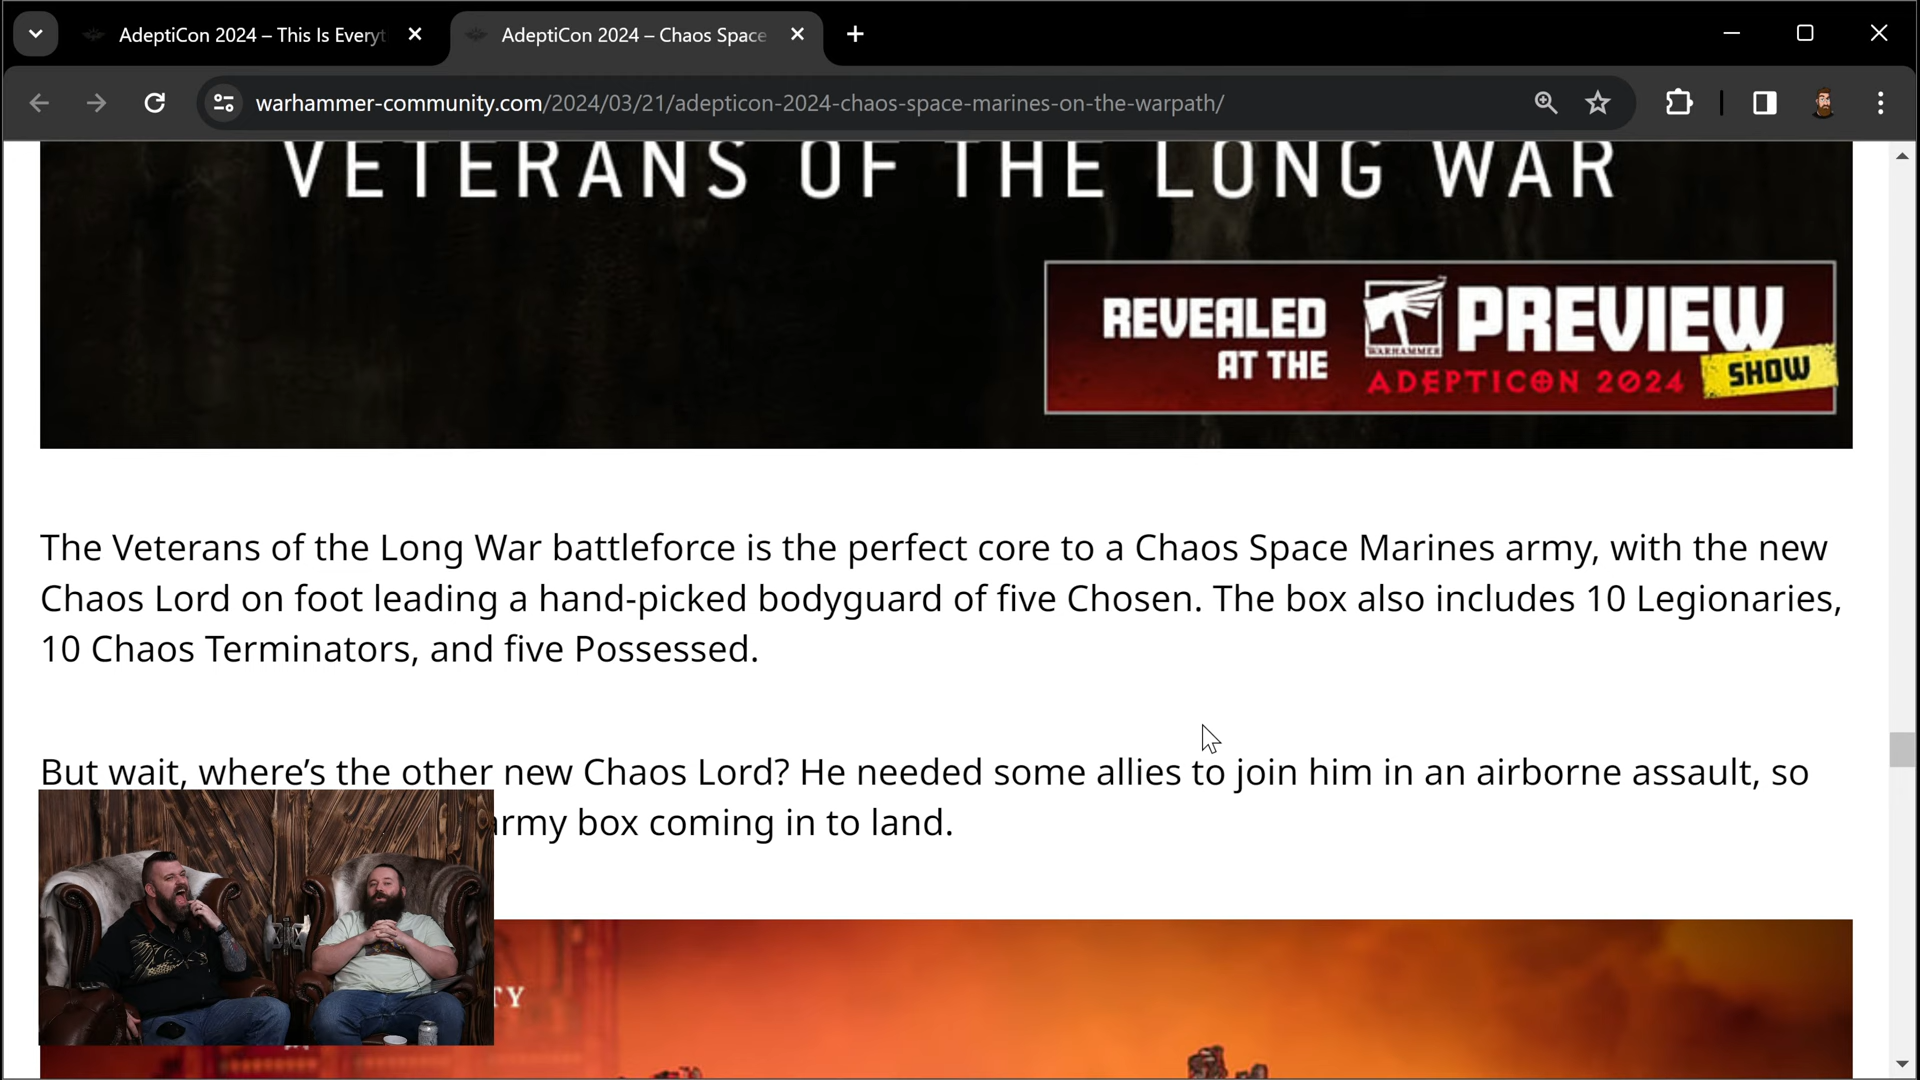 AdeptiCon 2024 – This Is Everyt
AdeptiCon 2024 – Chaos Space
warhammer-community.com/2024/03/21/adepticon-2024-chaos-space-marines-on-the-warpath/
VETERANS OF THE LONG WAR
REVEALED
AT THE
WARHAMMER
PREVIEW
ADEPTICON 2024
SHOW
The Veterans of the Long War battleforce is the perfect core to a Chaos Space Marines army, with the new
Chaos Lord on foot leading a hand-picked bodyguard of five Chosen. The box also includes 10 Legionaries,
10 Chaos Terminators, and five Possessed.
But wait, where’s the other new Chaos Lord? He needed some allies to join him in an airborne assault, so
army box coming in to land.
TY